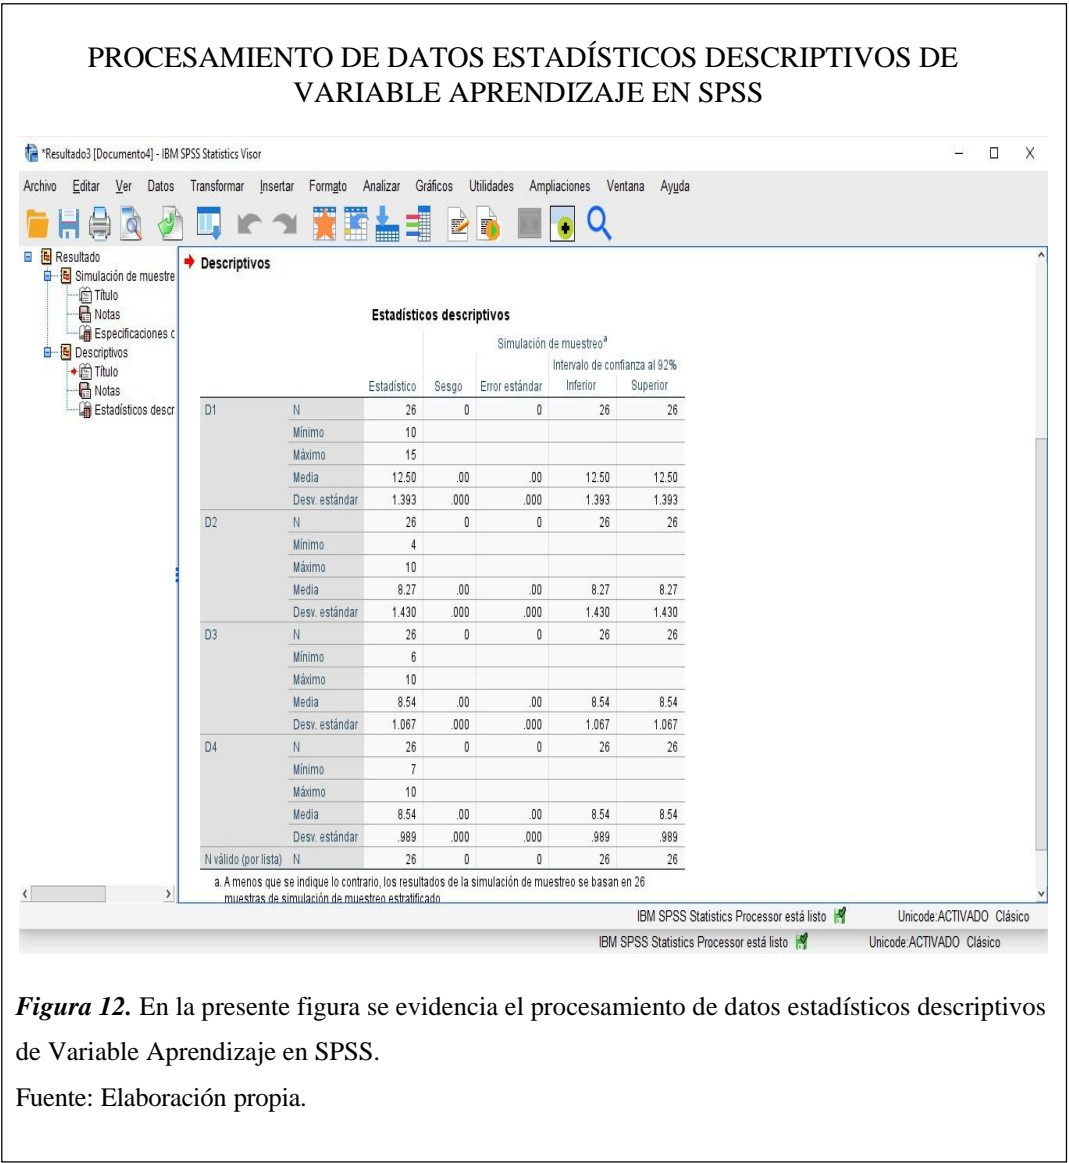 PROCESAMIENTO DE DATOS ESTADÍSTICOS DESCRIPTIVOS DE
VARIABLE APRENDIZAJE EN SPSS
*Resultado3 [Documento4] - IBM SPSS Statistics Visor
Archivo Editar Ver Datos Transformar Insertar Formato Analizar Gráficos Utilidades Ampliaciones Ventana Ayuda
Resultado
Simulación de muestre
Título
Notas
Especificaciones c
Descriptivos
Título
Notas
Estadísticos descr
Descriptivos
Estadísticos descriptivos
Simulación de muestreo a
Intervalo de confianza al 92%
Estadístico Sesgo Error estándar Inferior Superior
D1 N 26 0 0 26 26
Mínimo 10
Máximo 15
Media 12.50 .00 .00 12.50 12.50
Desv. estándar 1.393 .000 .000 1.393 1.393
D2 N 26 0 0 26 26
Mínimo 4
Máximo 10
Media 8.27 .00 .00 8.27 8.27
Desv. estándar 1.430 .000 .000 1.430 1.430
D3 N 26 0 0 26 26
Mínimo 6
Máximo 10
Media 8.54 .00 .00 8.54 8.54
Desv. estándar 1.067 .000 .000 1.067 1.067
D4 N 26 0 0 26 26
Mínimo 7
Máximo 10
Media 8.54 .00 .00 8.54 8.54
Desv. estándar .989 .000 .000 .989 .989
N válido (por lista) N 26 0 0 26 26
a. A menos que se indique lo contrario, los resultados de la simulación de muestreo se basan en 26
muestras de simulación de muestreo estratificado
IBM SPSS Statistics Processor está listo Unicode:ACTIVADO Clásico
IBM SPSS Statistics Processor está listo Unicode:ACTIVADO Clásico
Figura 12. En la presente figura se evidencia el procesamiento de datos estadísticos descriptivos
de Variable Aprendizaje en SPSS.
Fuente: Elaboración propia.